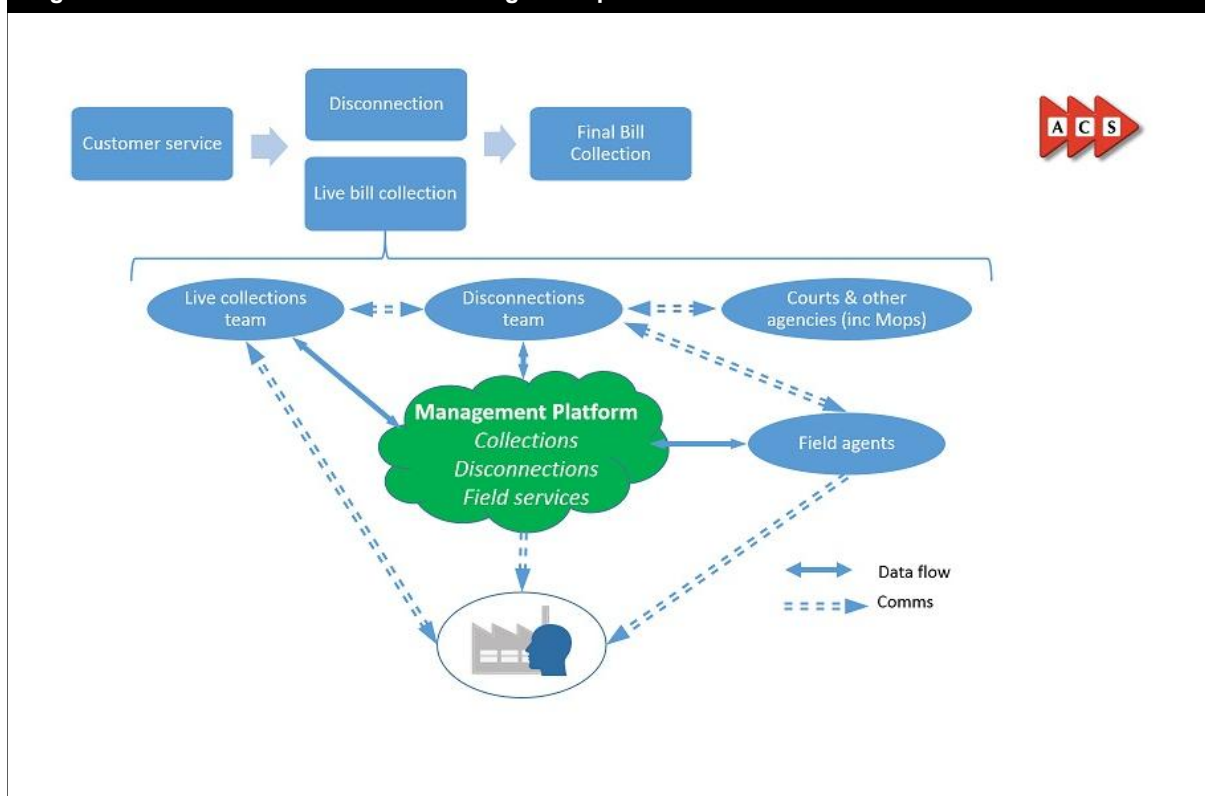 Customer service
Disconnection
Live bill collection
Final Bill
Collection
A C S
Live collections
team
Disconnections
team
Courts & other
agencies (inc Mops)
Management Platform
Collections
Disconnections
Field services
Field agents
Data flow
Comms